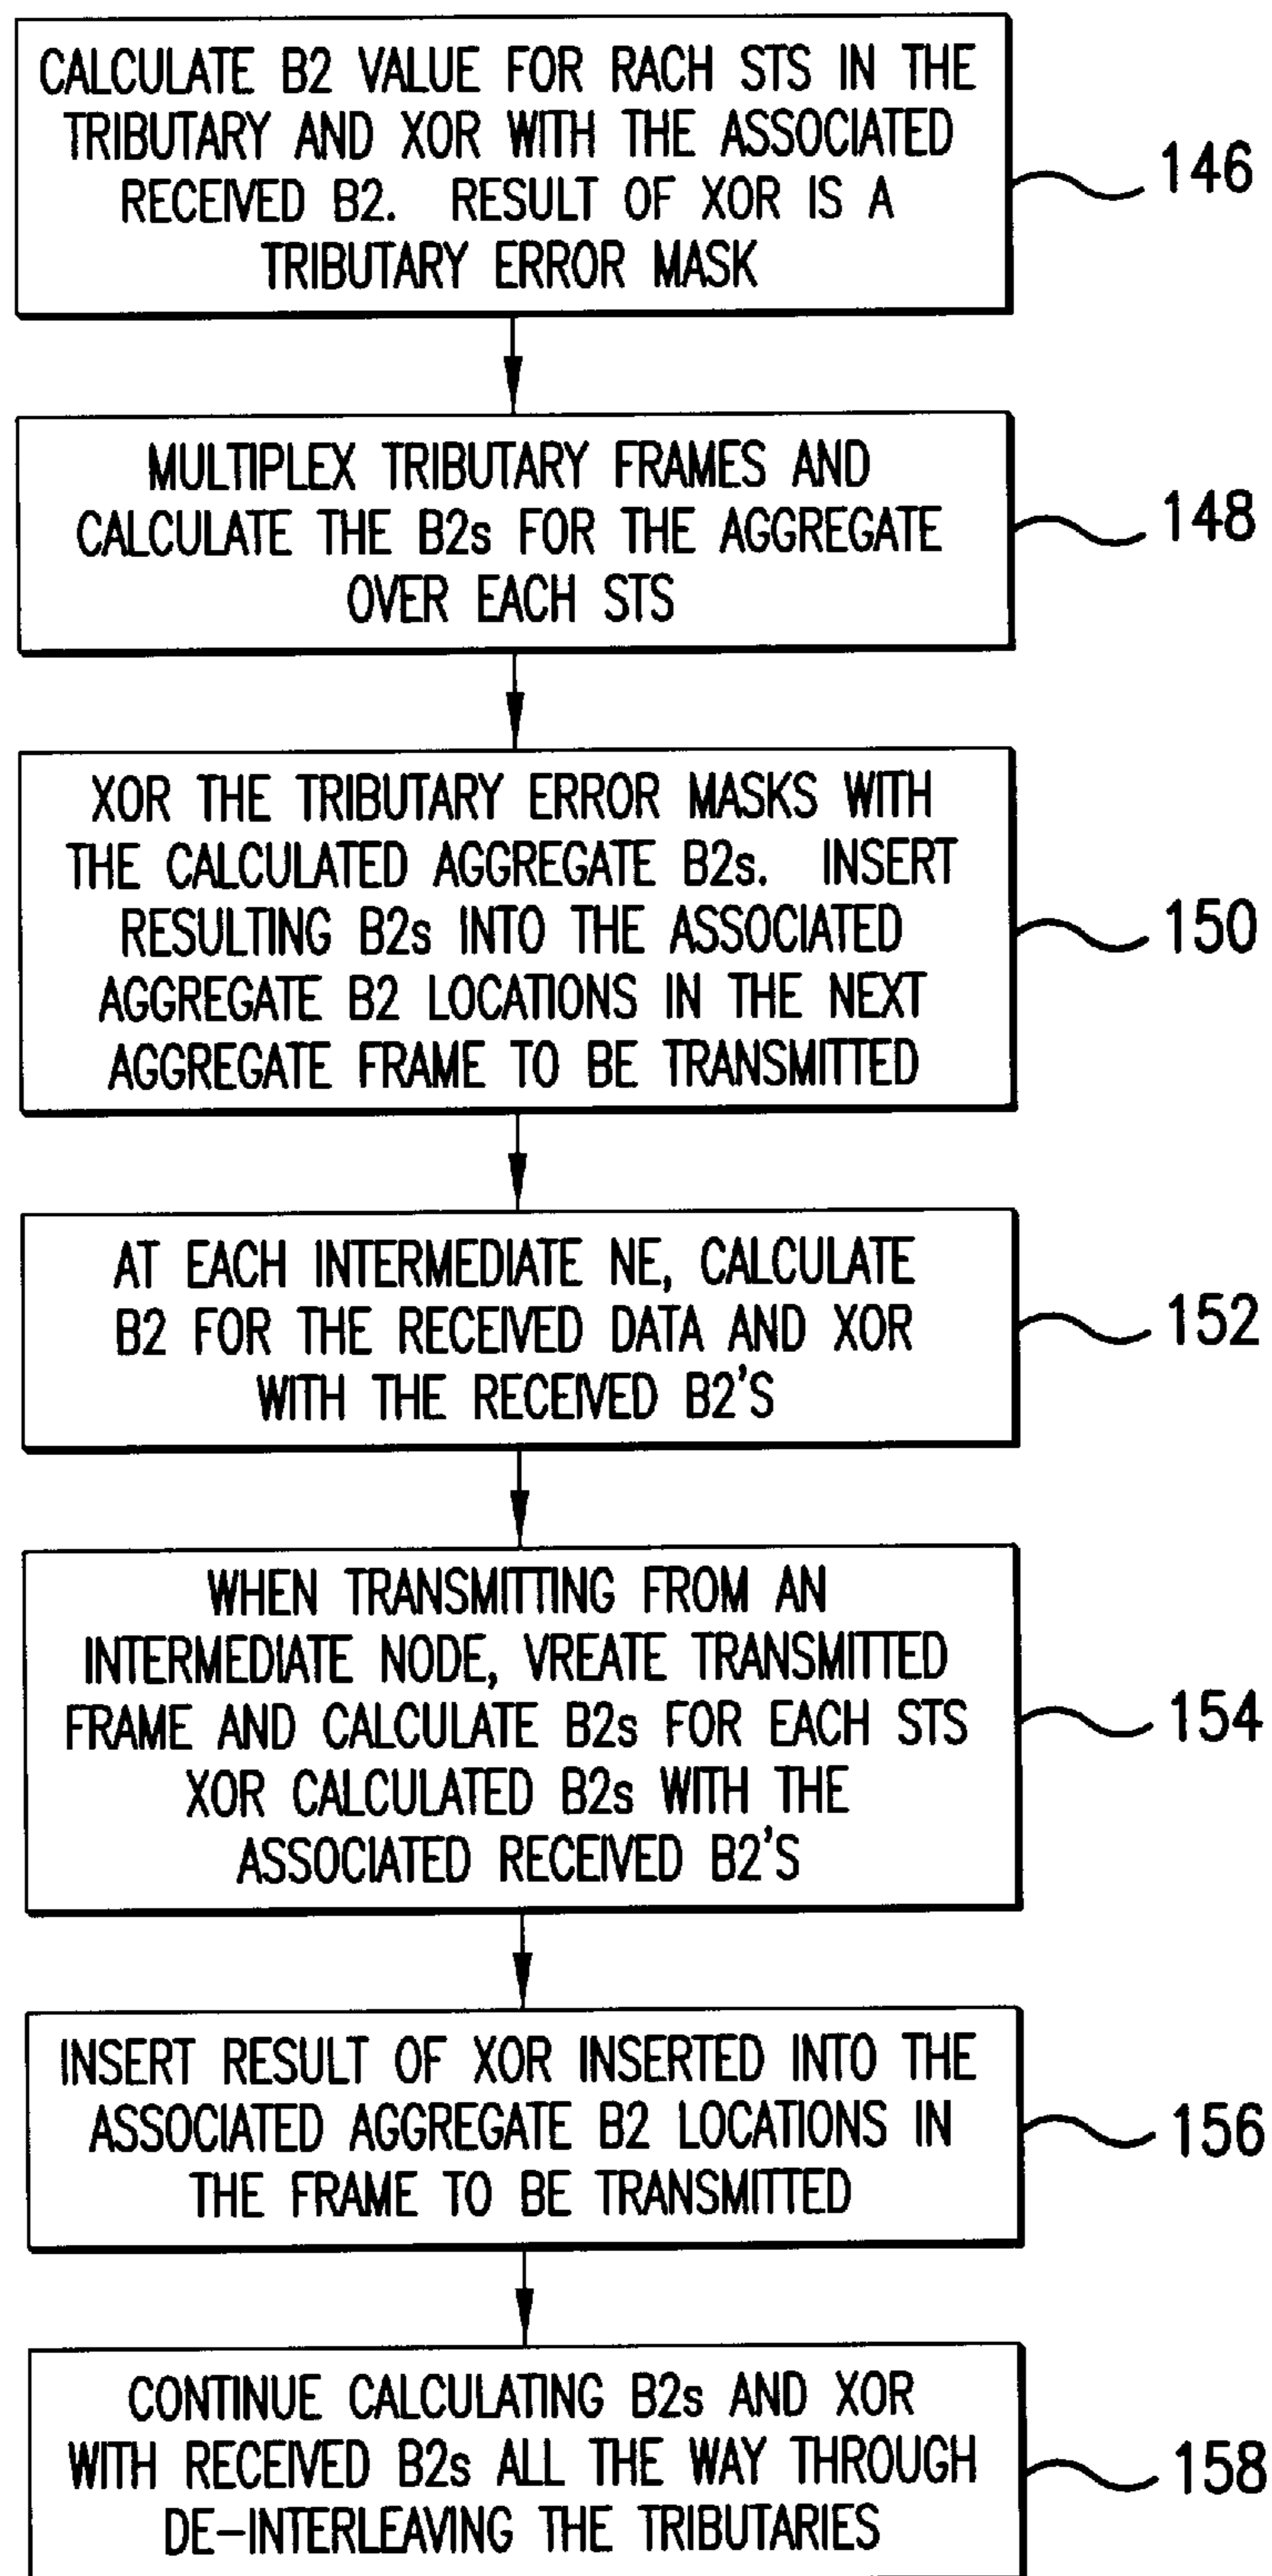 CALCULATE B2 VALUE FOR RACH STS IN THE
TRIBUTARY AND XOR WITH THE ASSOCIATED
RECEIVED B2. RESULT OF XOR IS A
TRIBUTARY ERROR MASK
146
MULTIPLEX TRIBUTARY FRAMES AND
CALCULATE THE B2s FOR THE AGGREGATE
OVER EACH STS
148
XOR THE TRIBUTARY ERROR MASKS WITH
THE CALCULATED AGGREGATE B2s. INSERT
RESULTING B2s INTO THE ASSOCIATED
AGGREGATE B2 LOCATIONS IN THE NEXT
AGGREGATE FRAME TO BE TRANSMITTED
150
AT EACH INTERMEDIATE NE, CALCULATE
B2 FOR THE RECEIVED DATA AND XOR
WITH THE RECEIVED B2'S
152
WHEN TRANSMITTING FROM AN
INTERMEDIATE NODE, VREATE TRANSMITTED
FRAME AND CALCULATE B2s FOR EACH STS
XOR CALCULATED B2s WITH THE
ASSOCIATED RECEIVED B2'S
154
INSERT RESULT OF XOR INSERTED INTO THE
ASSOCIATED AGGREGATE B2 LOCATIONS IN
THE FRAME TO BE TRANSMITTED
156
CONTINUE CALCULATING B2s AND XOR
WITH RECEIVED B2s ALL THE WAY THROUGH
DE-INTERLEAVING THE TRIBUTARIES
158